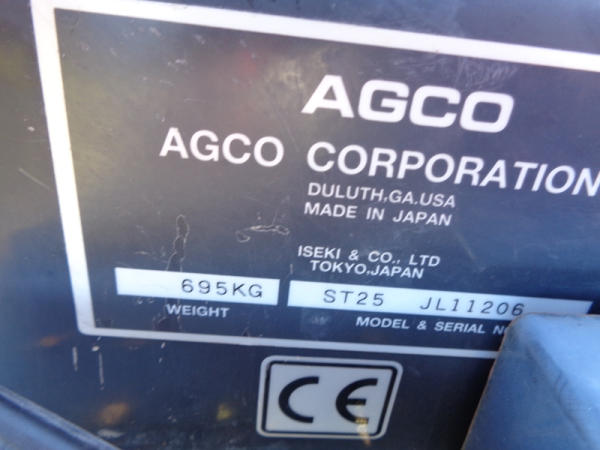 AGCO
AGCO CORPORATION
DULUTH,GA.USA
MADE IN JAPAN
ISEKI & CO., LTD
TOKYO,JAPAN
695KG ST25 JL11206
WEIGHT MODEL & SERIAL NO
CE